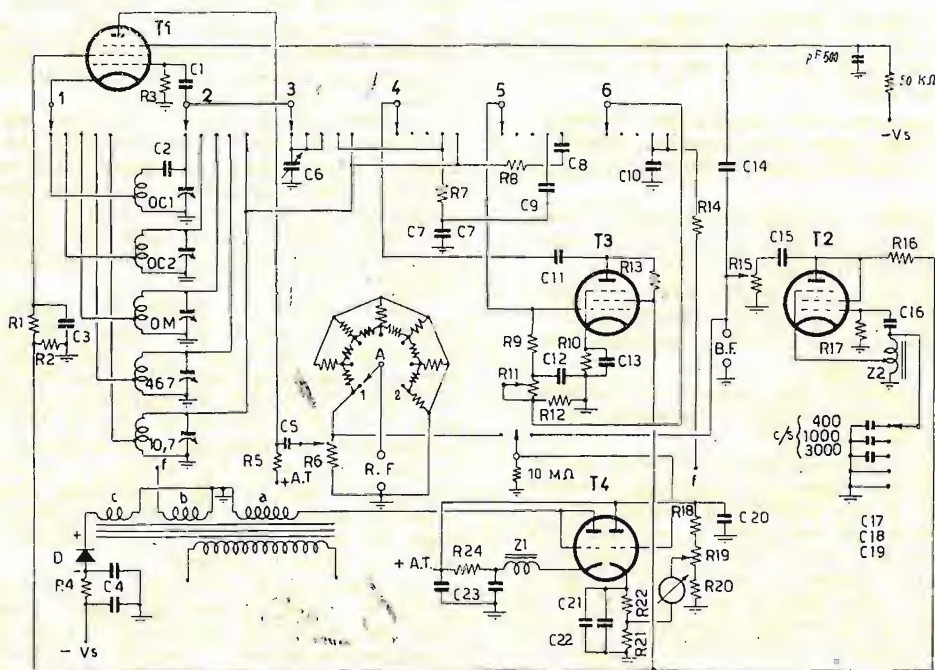 T1
C1
R3
1
2
3
4
5
6
pF 500
50 KΩ
-Vs
C2
OC1
OC2
OM
467
10,7
C6
R7
C7
C7
R8
C8
C9
C10
R14
C14
C11
T3
R13
R15
C15
T2
R16
C16
R17
Z2
R1
R2
C3
A
1
2
R.F
C5
R5
R6
+ A.T
R9
C12
R10
C13
R11
R12
B.F.
10 MΩ
c/s
400
1000
3000
C17
C18
C19
f
c
b
a
+
D
-
R4
C4
- Vs
T4
+ A.T.
R24
Z1
C23
C21
C22
R22
R21
f
R18
R19
R20
C20